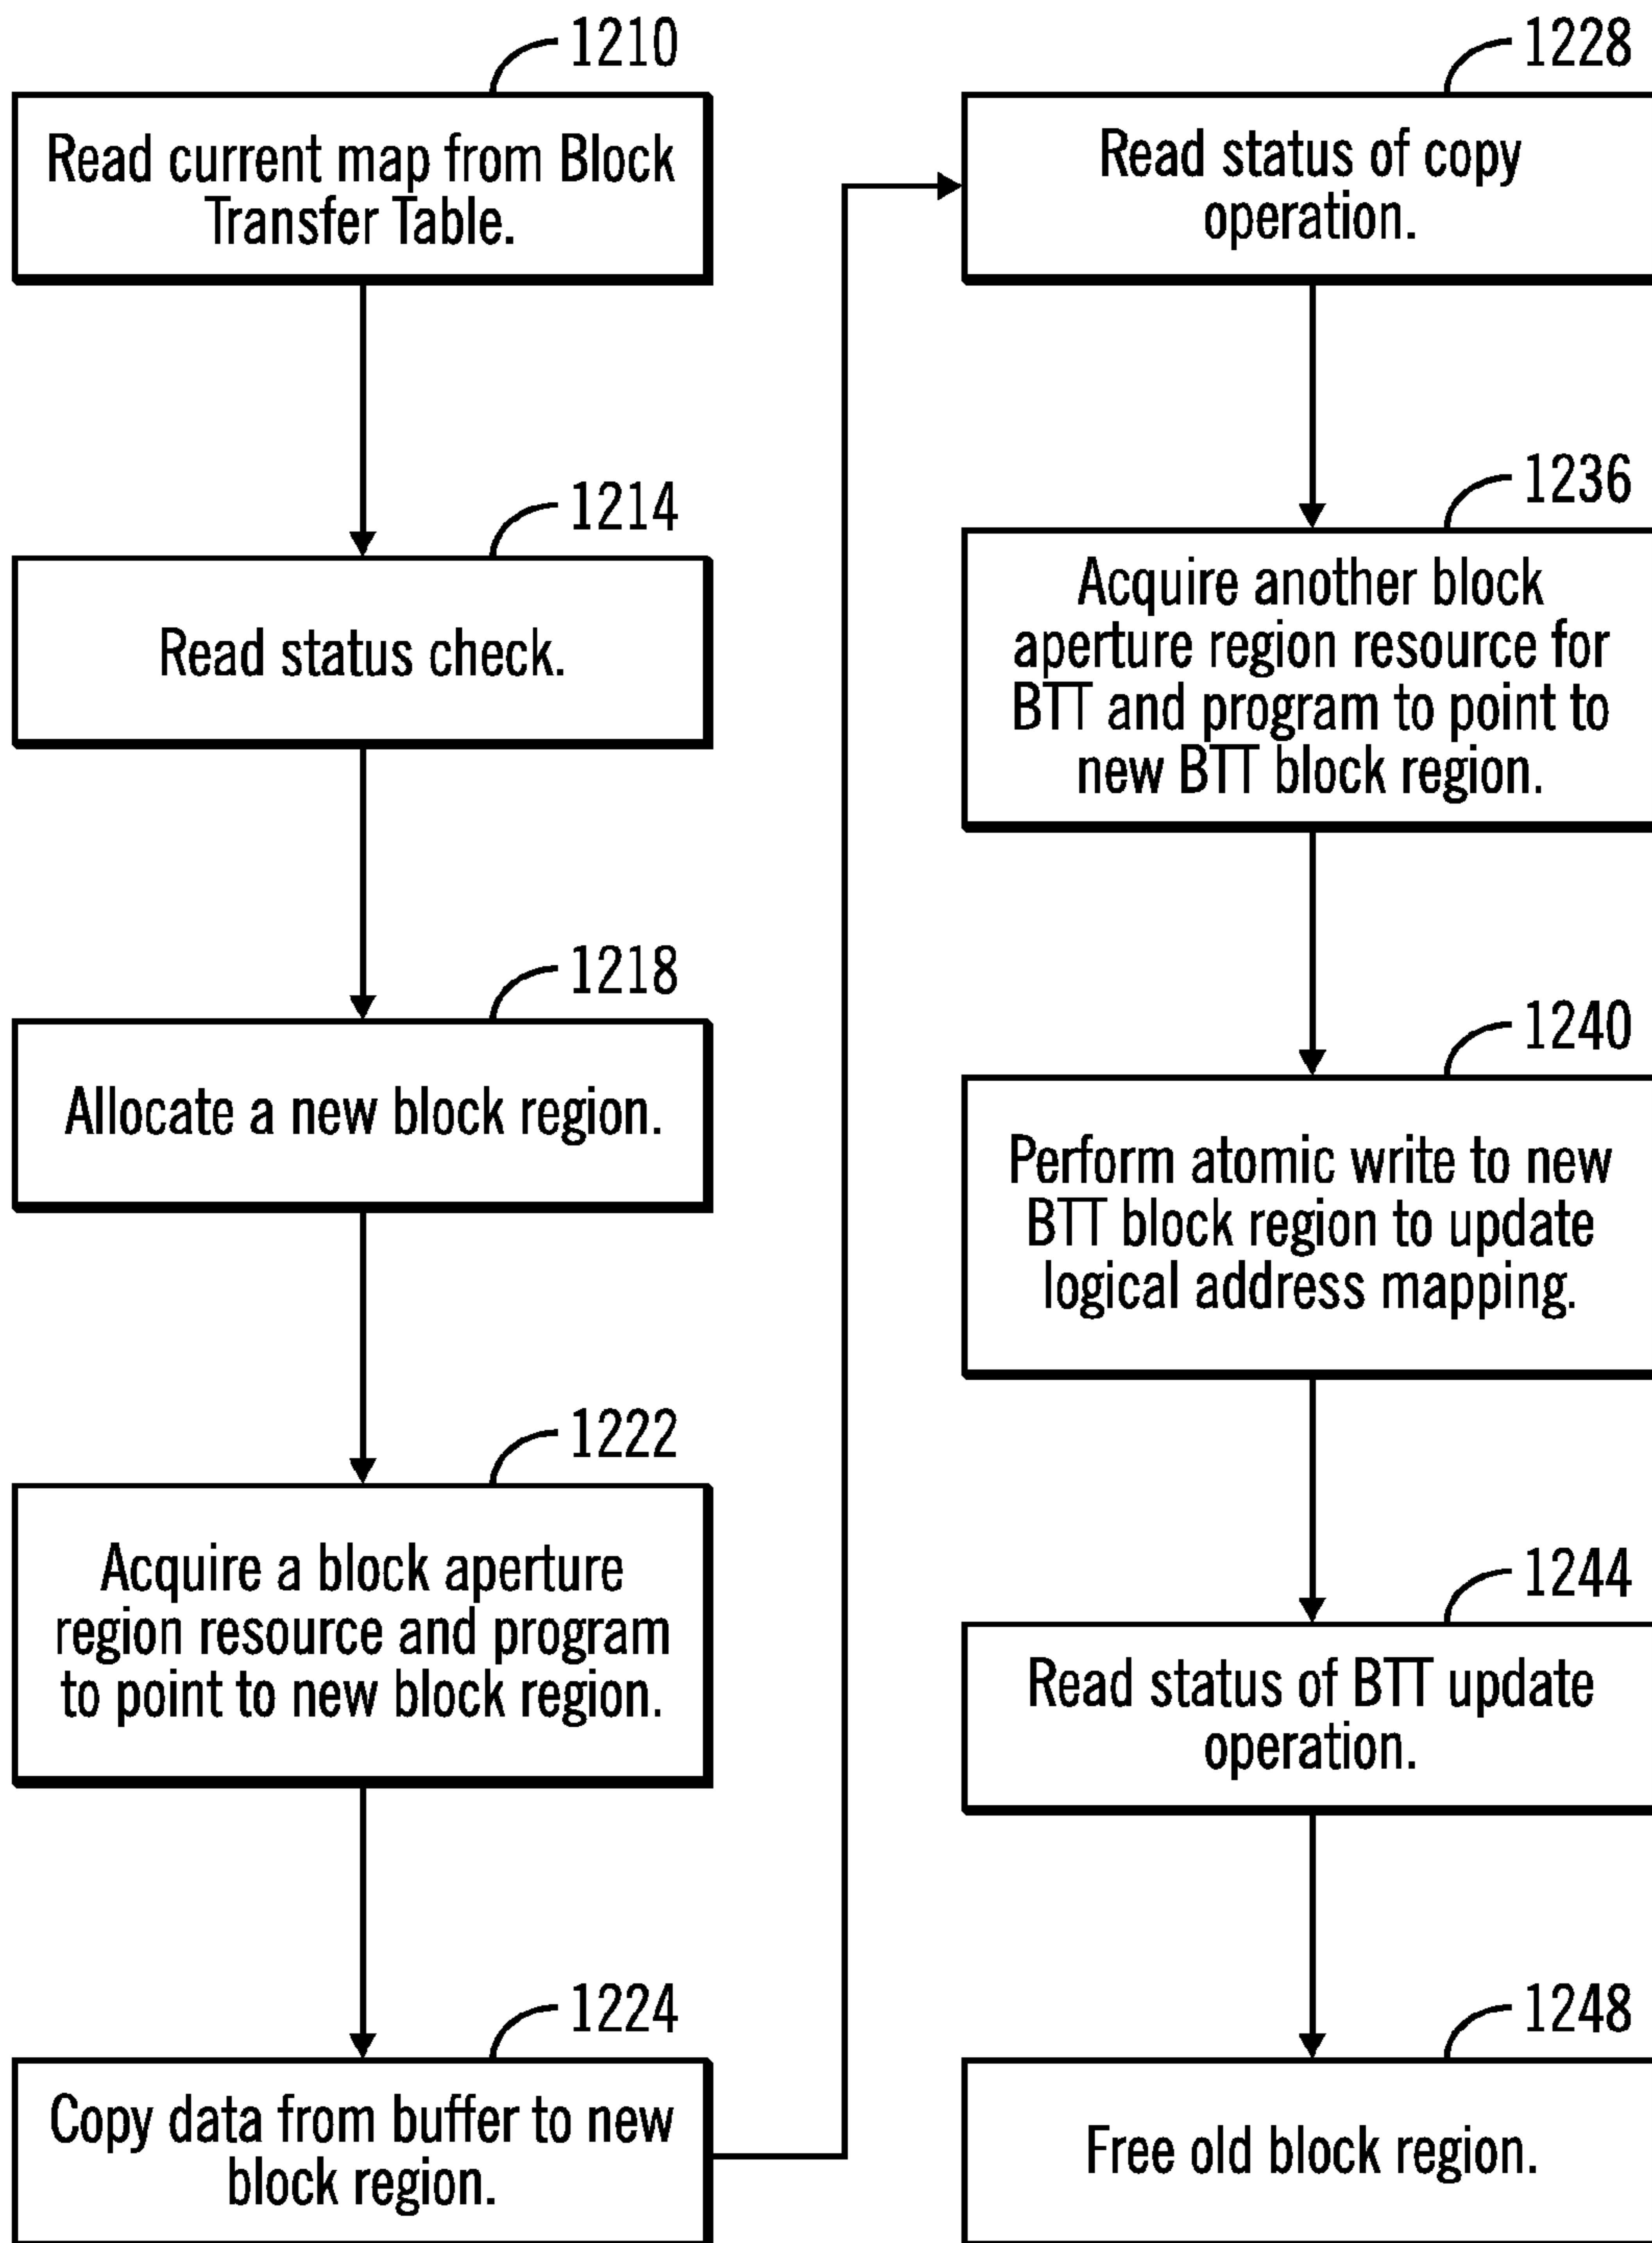 1210
Read current map from Block
Transfer Table.
1214
Read status check.
1218
Allocate a new block region.
1222
Acquire a block aperture
region resource and program
to point to new block region.
1224
Copy data from buffer to new
block region.
1228
Read status of copy
operation.
1236
Acquire another block
aperture region resource for
BTT and program to point to
new BTT block region.
1240
Perform atomic write to new
BTT block region to update
logical address mapping.
1244
Read status of BTT update
operation.
1248
Free old block region.